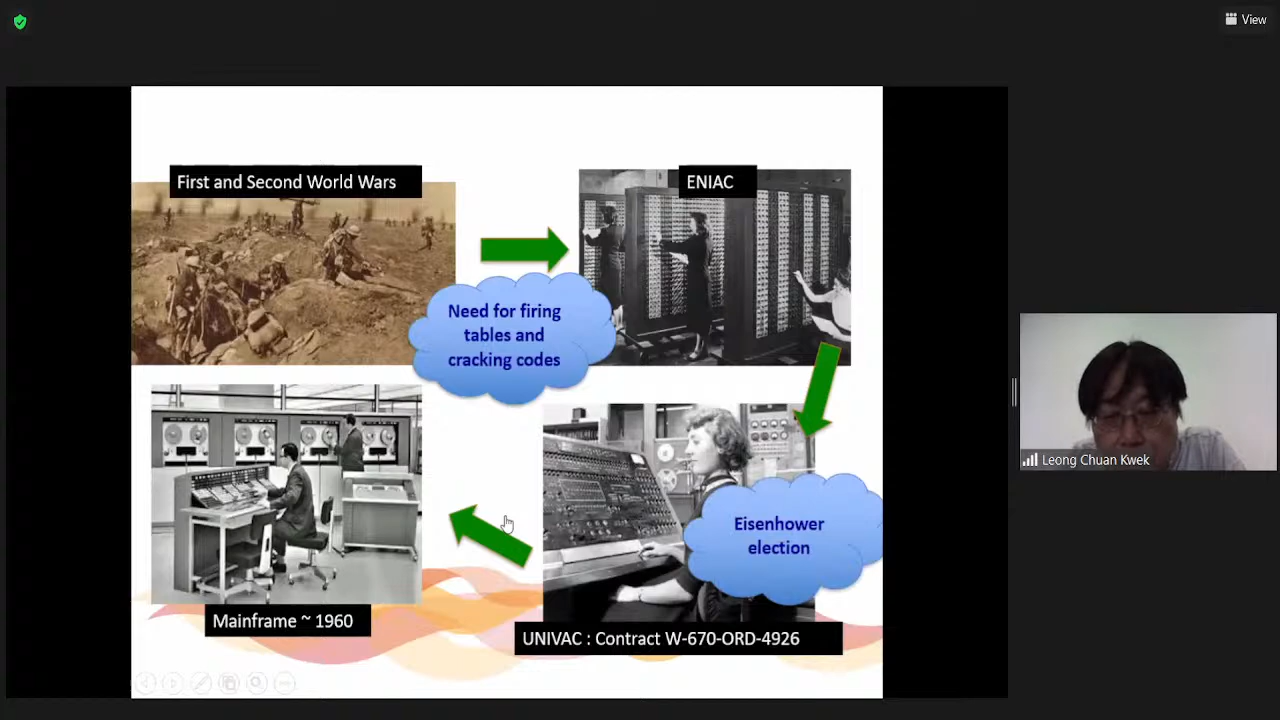 View
First and Second World Wars
ENIAC
Need for firing
tables and
cracking codes
Eisenhower
election
Mainframe ~ 1960
UNIVAC : Contract W-670-ORD-4926
Leong Chuan Kwek